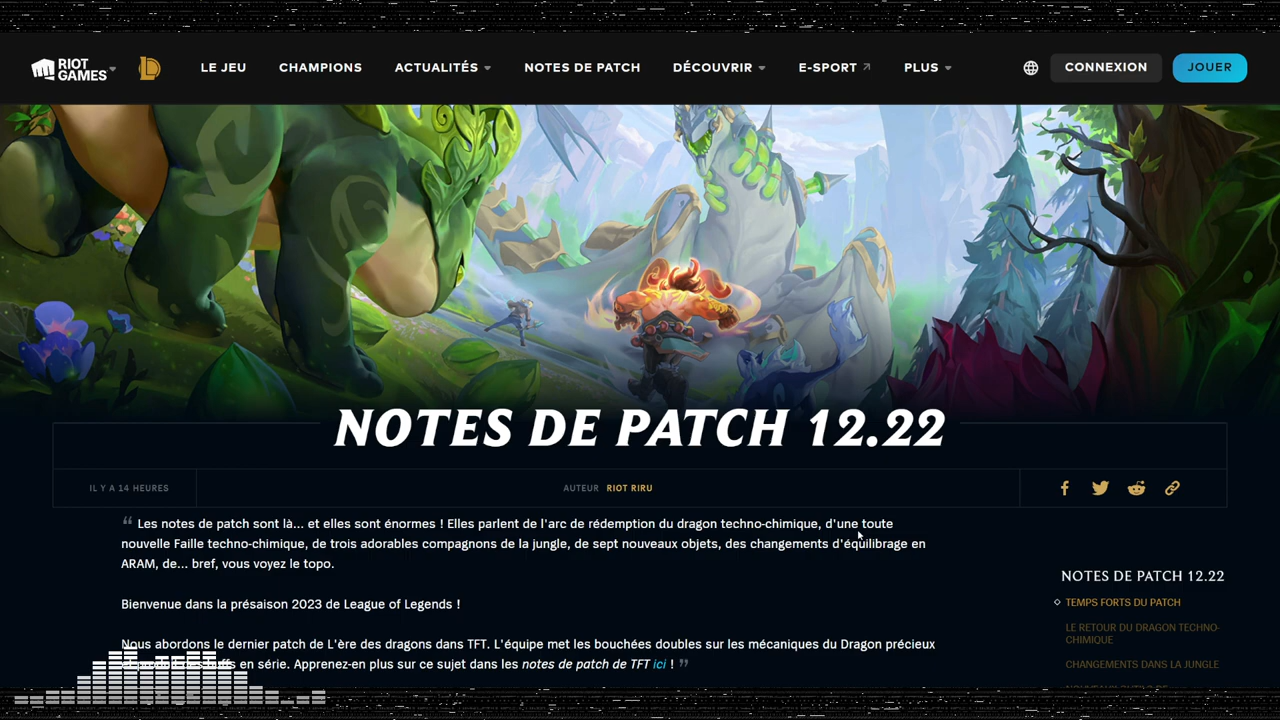 RIOT
GAMES
LE JEU
CHAMPIONS
ACTUALITÉS
NOTES DE PATCH
DÉCOUVRIR
E-SPORT
PLUS
CONNEXION
JOUER
NOTES DE PATCH 12.22
IL Y A 14 HEURES
AUTEUR RIOT RIRU
“ Les notes de patch sont là... et elles sont énormes ! Elles parlent de l'arc de rédemption du dragon techno-chimique, d'une toute
nouvelle Faille techno-chimique, de trois adorables compagnons de la jungle, de sept nouveaux objets, des changements d'équilibrage en
ARAM, de... bref, vous voyez le topo.
Bienvenue dans la présaison 2023 de League of Legends !
Nous abordons le dernier patch de L'ère des dragons dans TFT. L'équipe met les bouchées doubles sur les mécaniques du Dragon précieux
en série. Apprenez-en plus sur ce sujet dans les notes de patch de TFT ici ! ”
NOTES DE PATCH 12.22
TEMPS FORTS DU PATCH
LE RETOUR DU DRAGON TECHNO-
CHIMIQUE
CHANGEMENTS DANS LA JUNGLE